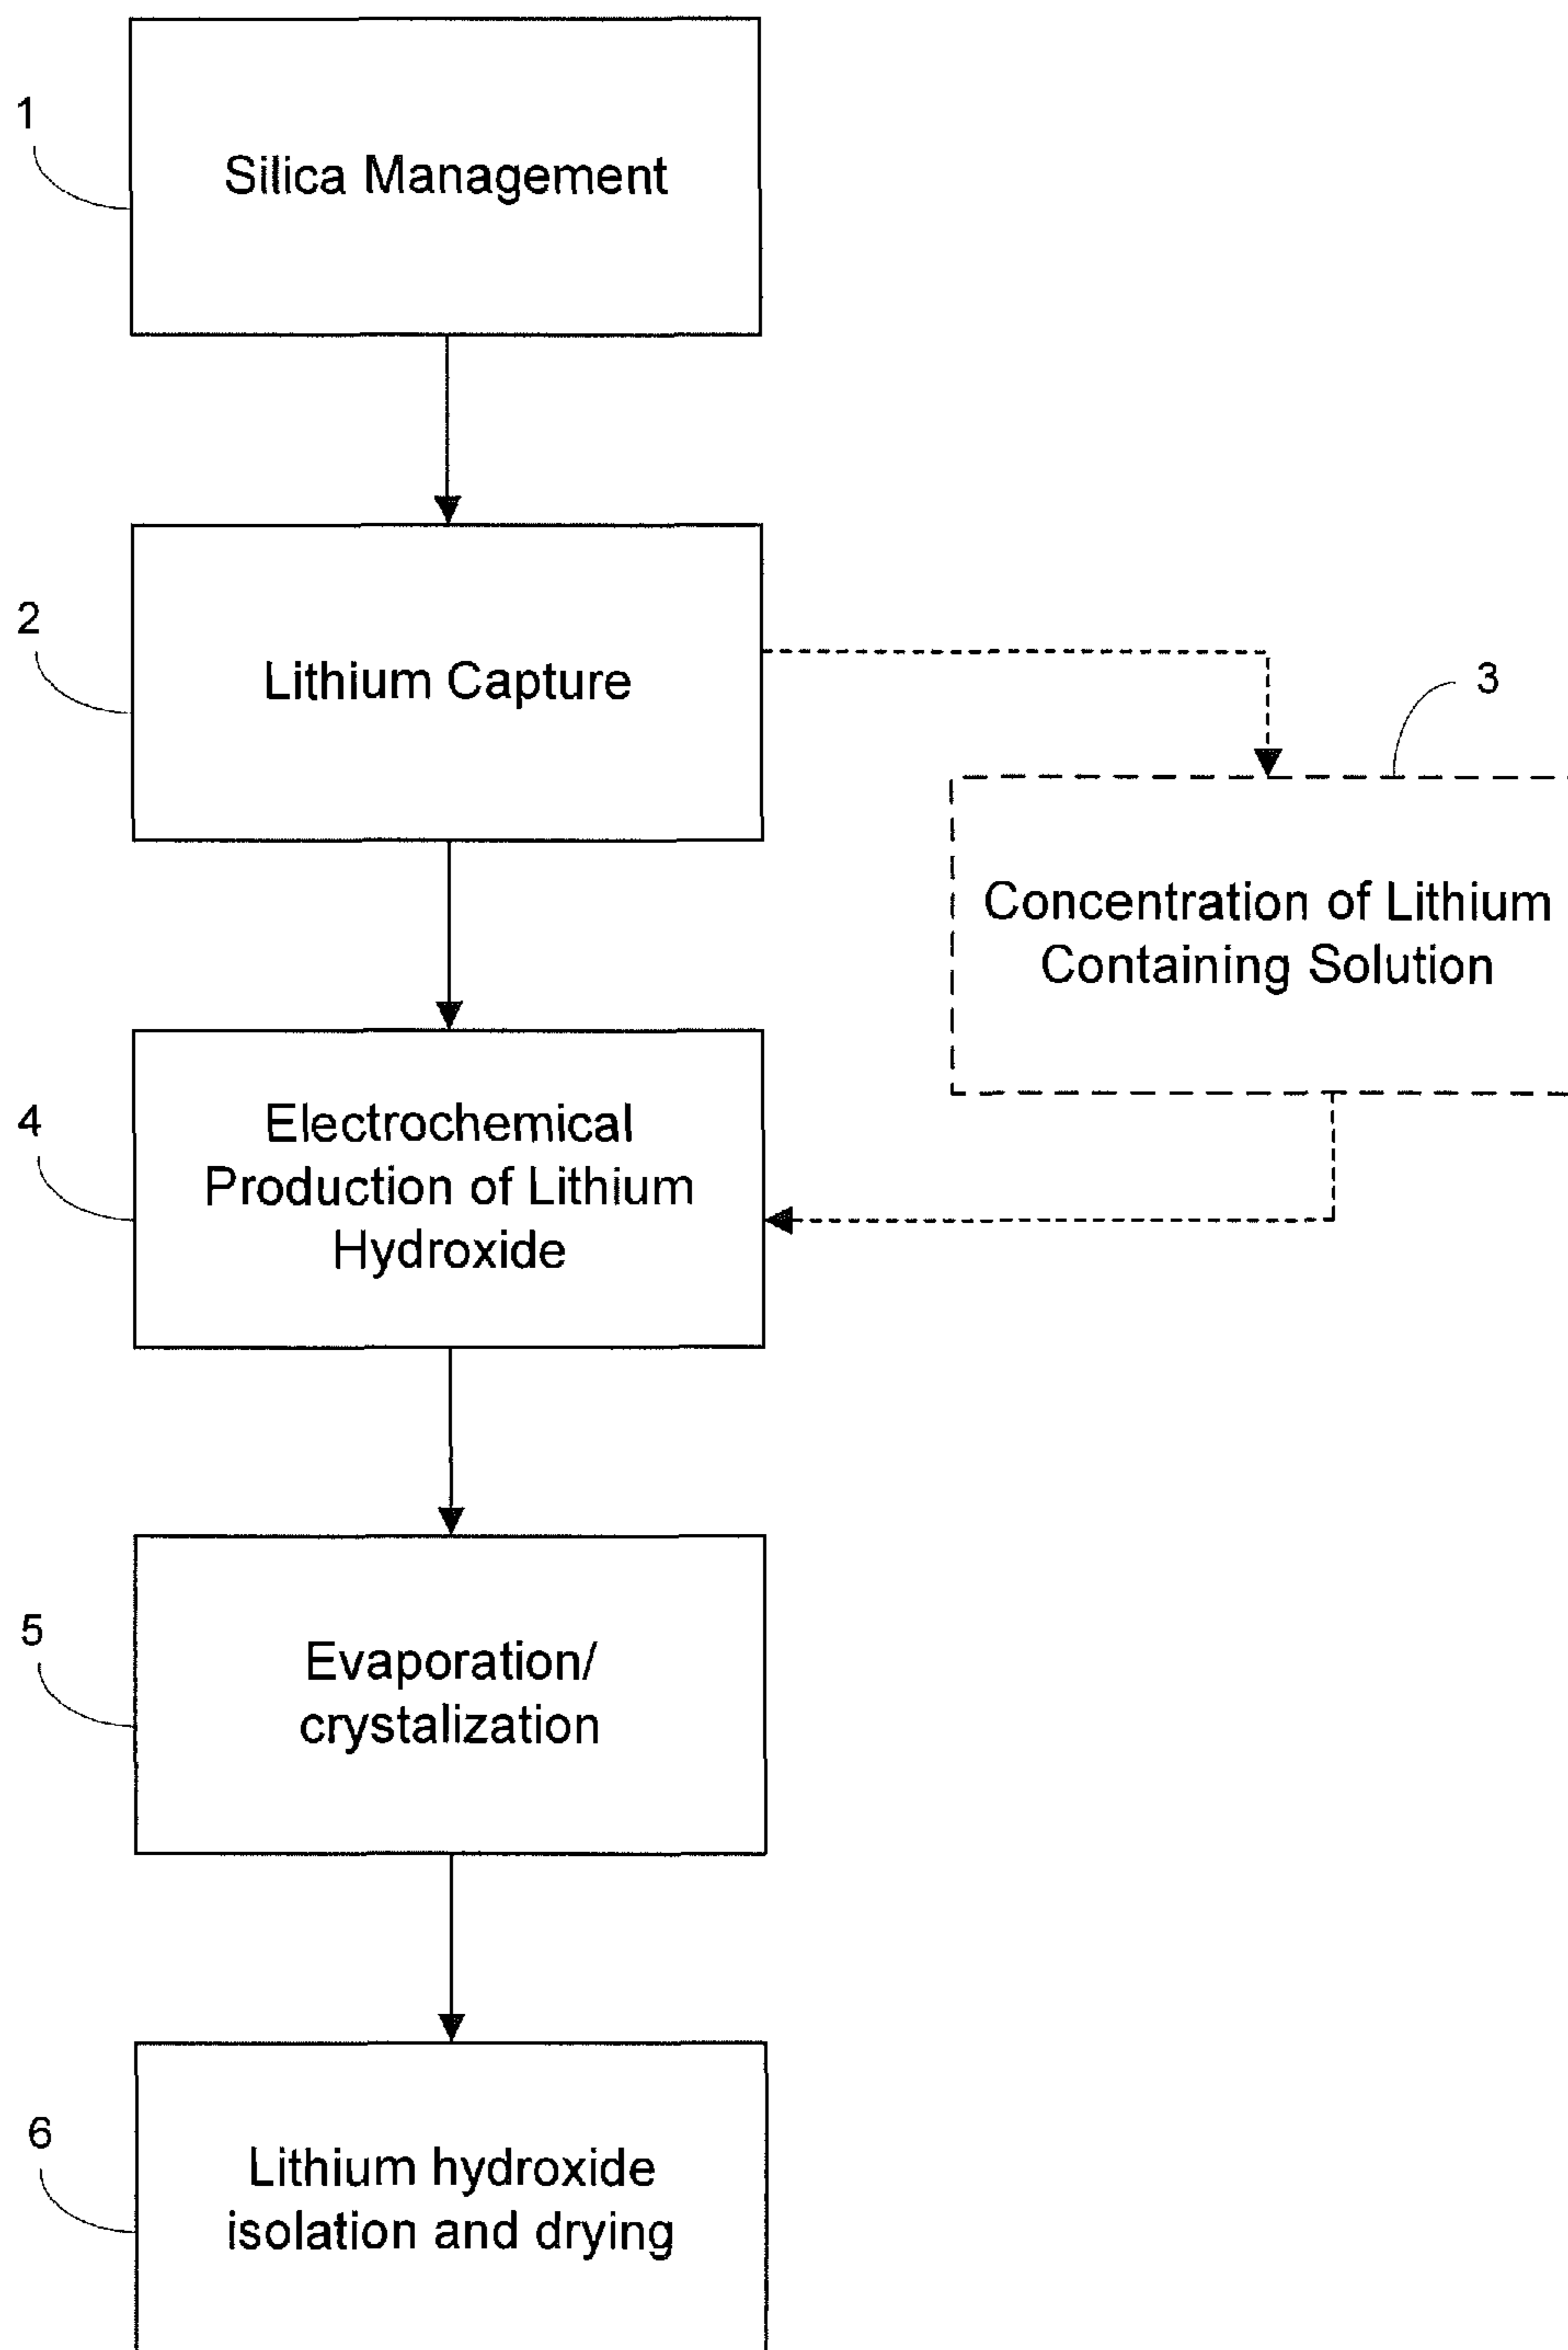 1
Silica Management
2
Lithium Capture
3
Concentration of Lithium
Containing Solution
4
Electrochemical
Production of Lithium
Hydroxide
5
Evaporation/
crystalization
6
Lithium hydroxide
isolation and drying